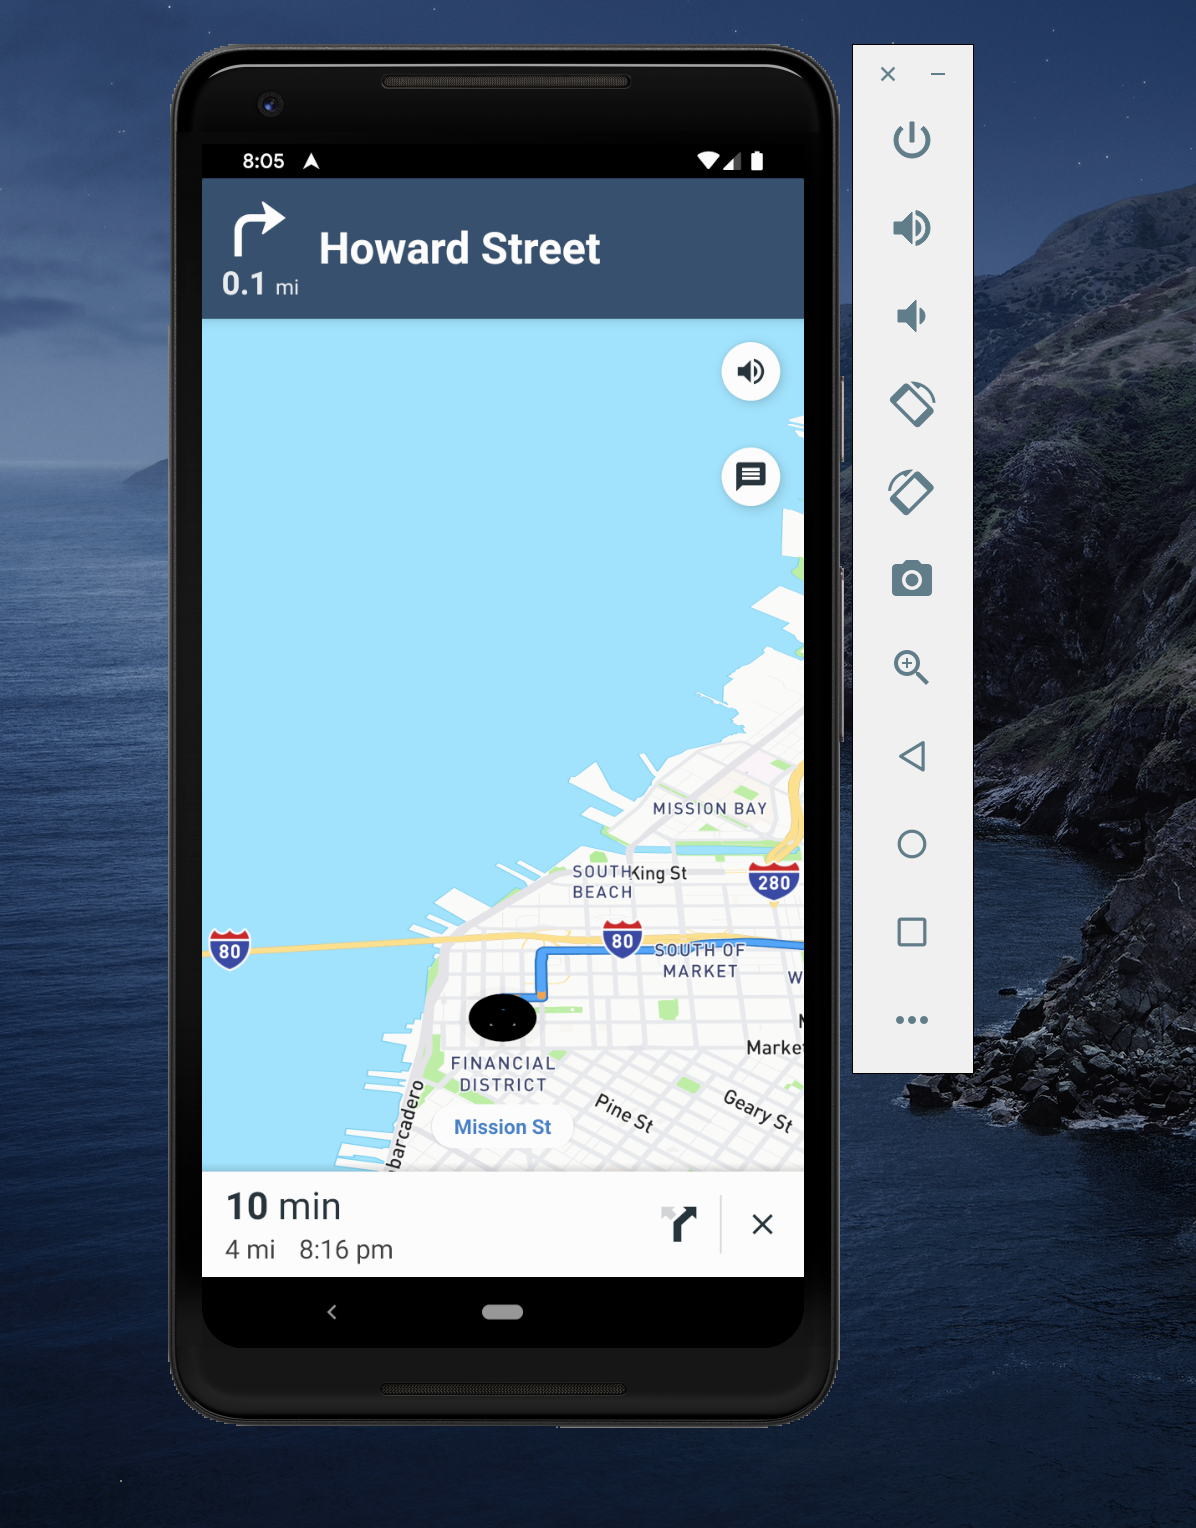 8:05
Howard Street
0.1 mi
MISSION BAY
SOUTH
BEACH
King St
280
80
80
SOUTH OF
MARKET
W
Market
FINANCIAL
DISTRICT
Pine St
Geary St
barcadero
Mission St
10 min
4 mi 8:16 pm